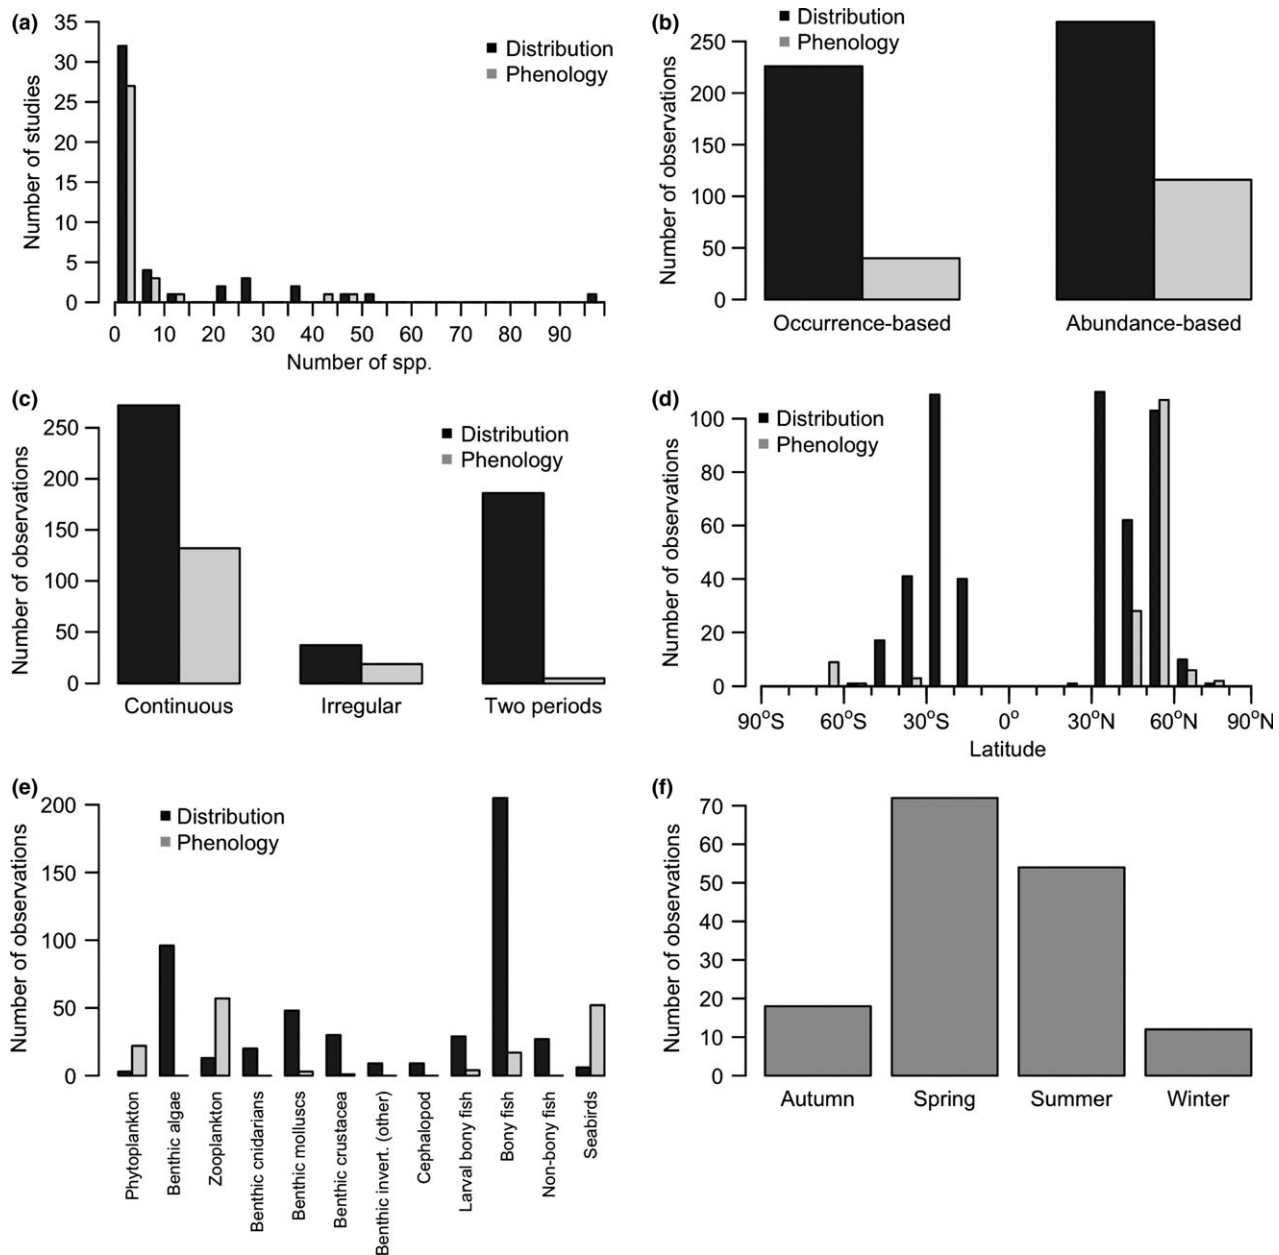 (a)
35
30
25
20
15
10
5
0
Number of studies
Distribution
Phenology
0 10 20 30 40 50 60 70 80 90
Number of spp.
(b)
Distribution
Phenology
250
200
150
100
50
0
Number of observations
Occurrence-based Abundance-based
(c)
250
200
150
100
50
0
Number of observations
Distribution
Phenology
Continuous Irregular Two periods
(d)
100
80
60
40
20
0
Number of observations
Distribution
Phenology
90°S 60°S 30°S 0° 30°N 60°N 90°N
Latitude
(e)
200
150
100
50
0
Number of observations
Distribution
Phenology
Phytoplankton
Benthic algae
Zooplankton
Benthic cnidarians
Benthic molluscs
Benthic crustacea
Benthic invert. (other)
Cephalopod
Larval bony fish
Bony fish
Non-bony fish
Seabirds
(f)
70
60
50
40
30
20
10
0
Number of observations
Autumn Spring Summer Winter